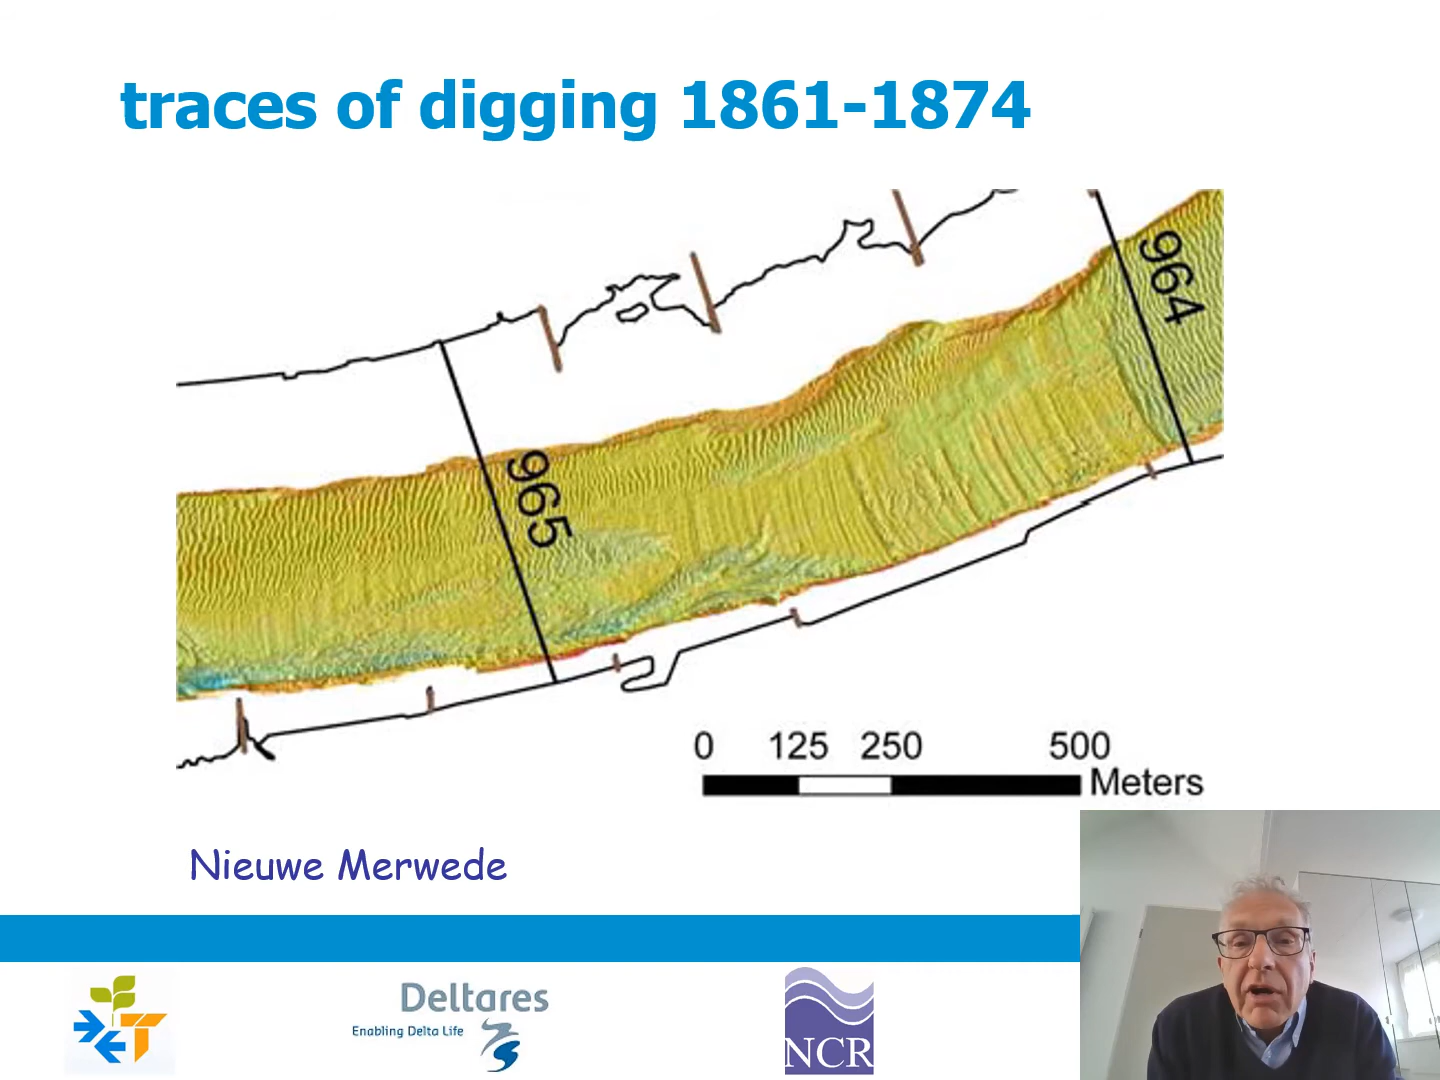 traces of digging 1861-1874
964
965
0 125 250 500
Meters
Nieuwe Merwede
Deltares
Enabling Delta Life
NCR